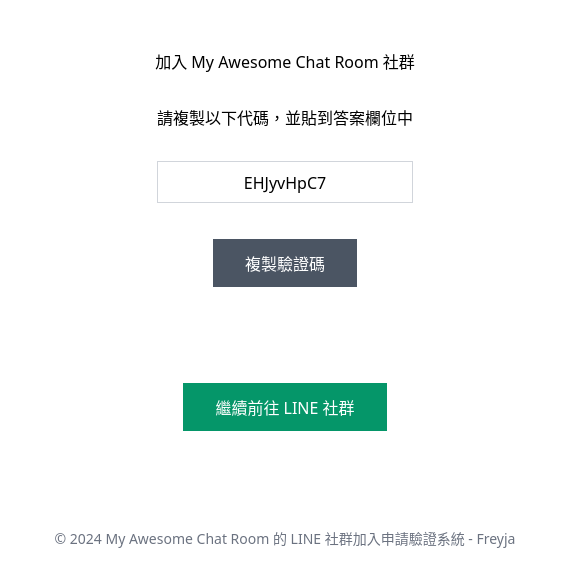 加入 My Awesome Chat Room 社群
請複製以下代碼，並貼到答案欄位中
EHJyvHpC7
複製驗證碼
繼續前往 LINE 社群
© 2024 My Awesome Chat Room 的 LINE 社群加入申請驗證系統 - Freyja